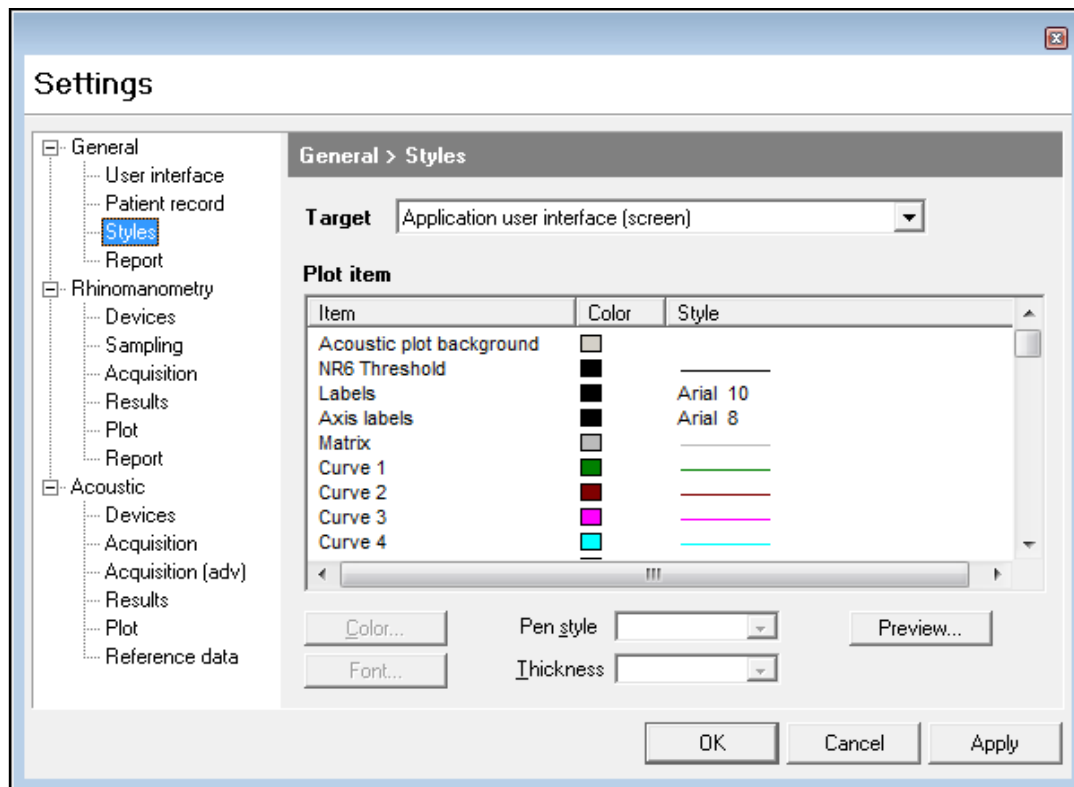 Settings
General
User interface
Patient record
Styles
Report
Rhinomanometry
Devices
Sampling
Acquisition
Results
Plot
Report
Acoustic
Devices
Acquisition
Acquisition (adv)
Results
Plot
Reference data
General > Styles
Target Application user interface (screen)
Plot item
Item Color Style
Acoustic plot background
NR6 Threshold
Labels Arial 10
Axis labels Arial 8
Matrix
Curve 1
Curve 2
Curve 3
Curve 4
Color... Pen style Preview...
Font... Thickness
OK Cancel Apply